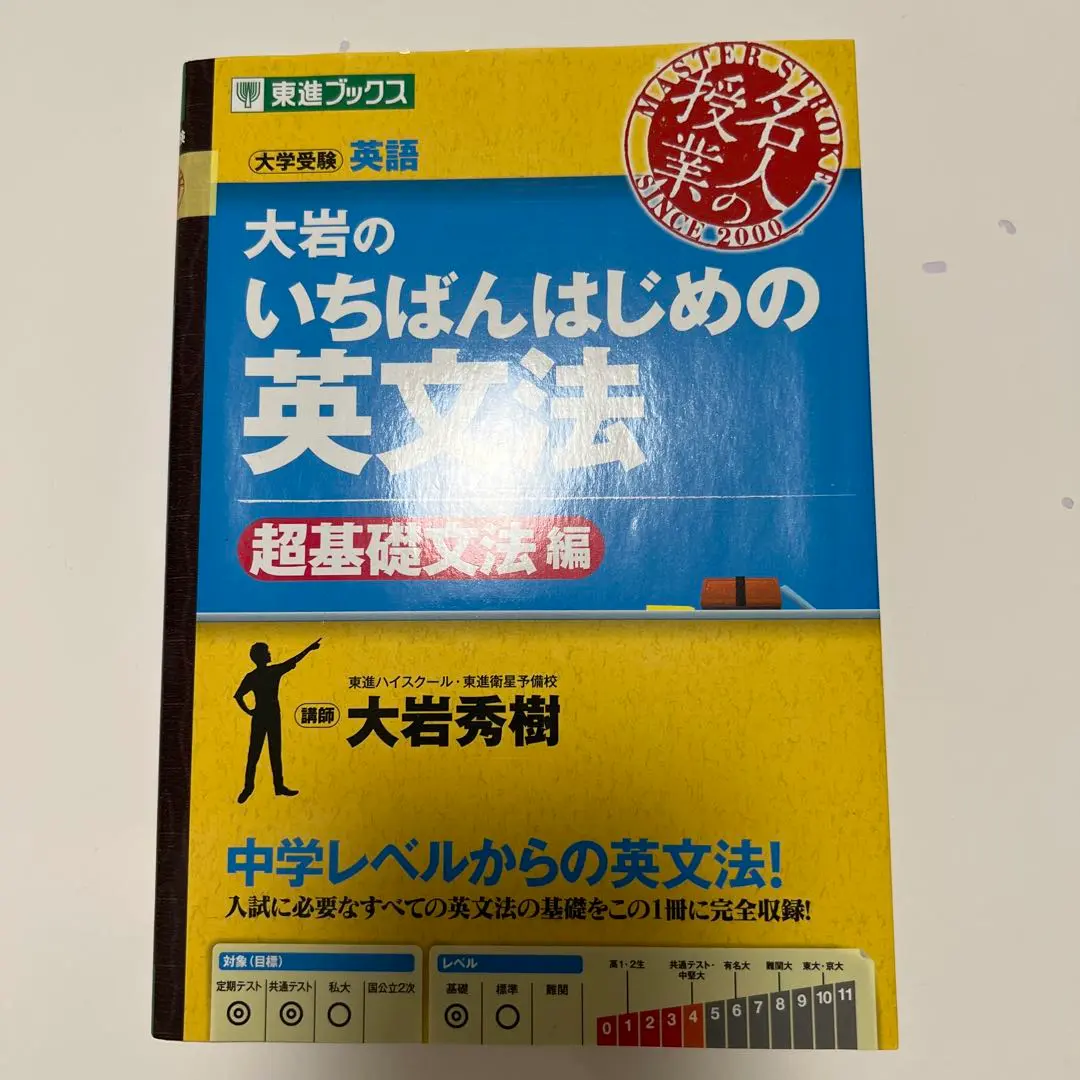 東進ブックス
MASTER STROKE
名人の
授業
SINCE 2000
大学受験 英語
大岩の
いちばんはじめの
英文法
超基礎文法編
東進ハイスクール・東進衛星予備校
講師 大岩秀樹
中学レベルからの英文法!
入試に必要なすべての英文法の基礎をこの1冊に完全収録!
対象(目標)
定期テスト 共通テスト 私大 国公立2次
◎ ◎ ○
レベル
基礎 標準 難関
◎ ○
高1・2生 共通テスト・中堅大 有名大 難関大 東大・京大
0 1 2 3 4 5 6 7 8 9 10 11